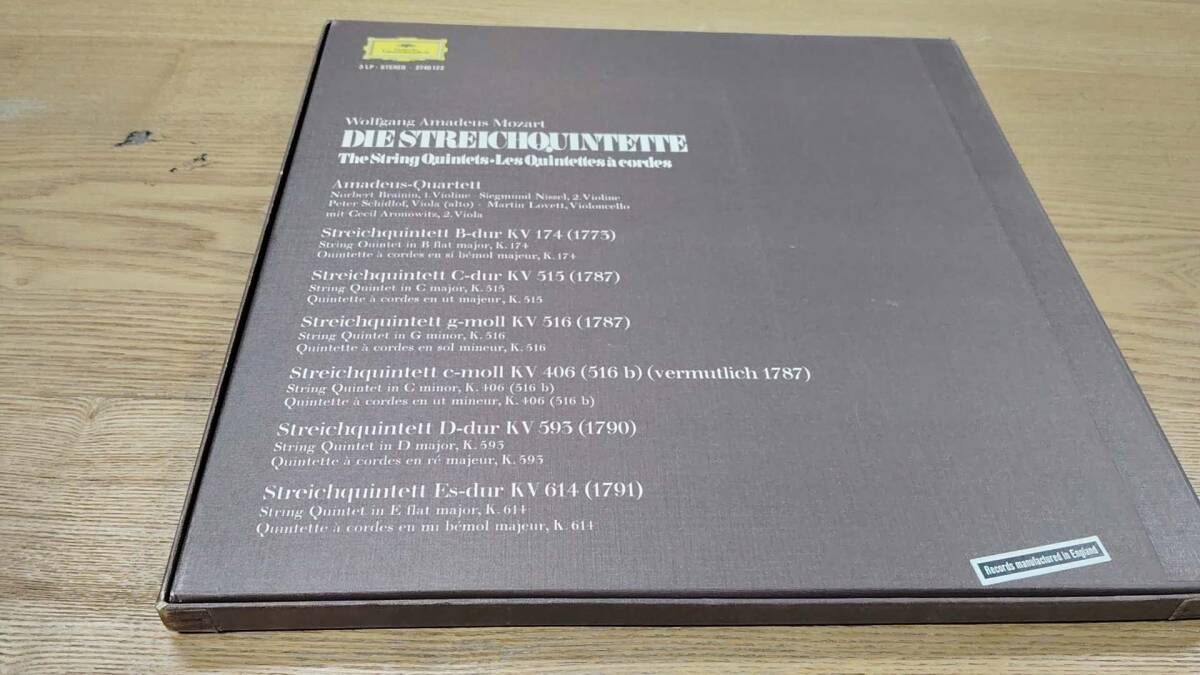 Deutsche
Grammophon
3 LP · STEREO · 2740 122
Wolfgang Amadeus Mozart
DIE STREICHQUINTETTE
The String Quintets · Les Quintettes à cordes
Amadeus-Quartett
Norbert Brainin, 1. Violine · Siegmund Nissel, 2. Violine
Peter Schidlof, Viola (alto) · Martin Lovett, Violoncello
mit Cecil Aronowitz, 2. Viola
Streichquintett B-dur KV 174 (1773)
String Quintet in B flat major, K. 174
Quintette à cordes en si bémol majeur, K. 174
Streichquintett C-dur KV 515 (1787)
String Quintet in C major, K. 515
Quintette à cordes en ut majeur, K. 515
Streichquintett g-moll KV 516 (1787)
String Quintet in G minor, K. 516
Quintette à cordes en sol mineur, K. 516
Streichquintett c-moll KV 406 (516 b) (vermutlich 1787)
String Quintet in C minor, K. 406 (516 b)
Quintette à cordes en ut mineur, K. 406 (516 b)
Streichquintett D-dur KV 593 (1790)
String Quintet in D major, K. 593
Quintette à cordes en ré majeur, K. 593
Streichquintett Es-dur KV 614 (1791)
String Quintet in E flat major, K. 614
Quintette à cordes en mi bémol majeur, K. 614
Records manufactured in England